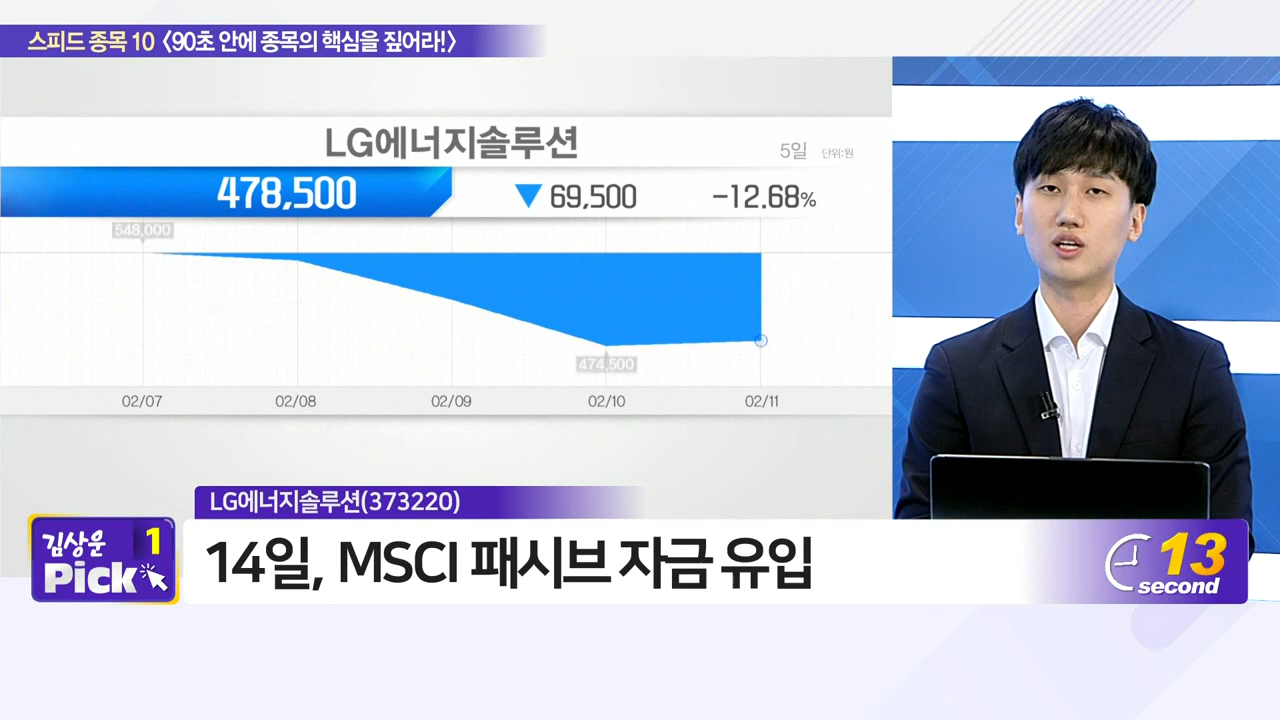 스피드 종목 10 <90초 안에 종목의 핵심을 짚어라!>
LG에너지솔루션
5일 단위:원
478,500 ▼69,500 -12.68%
548,000
474,500
02/07 02/08 02/09 02/10 02/11
LG에너지솔루션(373220)
김상운 1
Pick
14일, MSCI 패시브 자금 유입
13
second